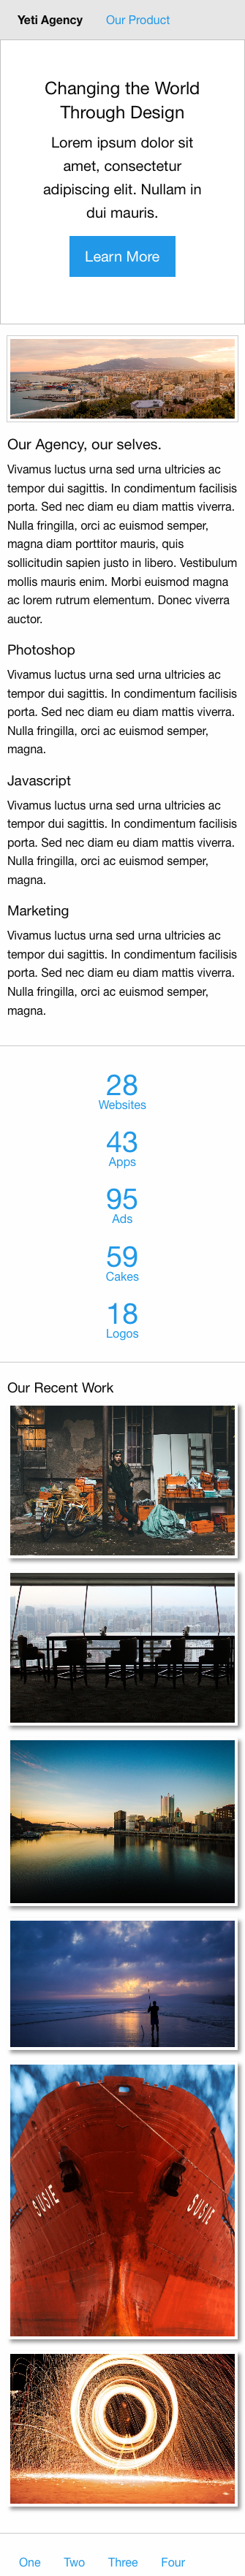 Yeti Agency Our Product
Changing the World
Through Design
Lorem ipsum dolor sit
amet, consectetur
adipiscing elit. Nullam in
dui mauris.
Learn More
Our Agency, our selves.
Vivamus luctus urna sed urna ultricies ac
tempor dui sagittis. In condimentum facilisis
porta. Sed nec diam eu diam mattis viverra.
Nulla fringilla, orci ac euismod semper,
magna diam porttitor mauris, quis
sollicitudin sapien justo in libero. Vestibulum
mollis mauris enim. Morbi euismod magna
ac lorem rutrum elementum. Donec viverra
auctor.
Photoshop
Vivamus luctus urna sed urna ultricies ac
tempor dui sagittis. In condimentum facilisis
porta. Sed nec diam eu diam mattis viverra.
Nulla fringilla, orci ac euismod semper,
magna.
Javascript
Vivamus luctus urna sed urna ultricies ac
tempor dui sagittis. In condimentum facilisis
porta. Sed nec diam eu diam mattis viverra.
Nulla fringilla, orci ac euismod semper,
magna.
Marketing
Vivamus luctus urna sed urna ultricies ac
tempor dui sagittis. In condimentum facilisis
porta. Sed nec diam eu diam mattis viverra.
Nulla fringilla, orci ac euismod semper,
magna.
28
Websites
43
Apps
95
Ads
59
Cakes
18
Logos
Our Recent Work
SUSIE SUSIE
One Two Three Four